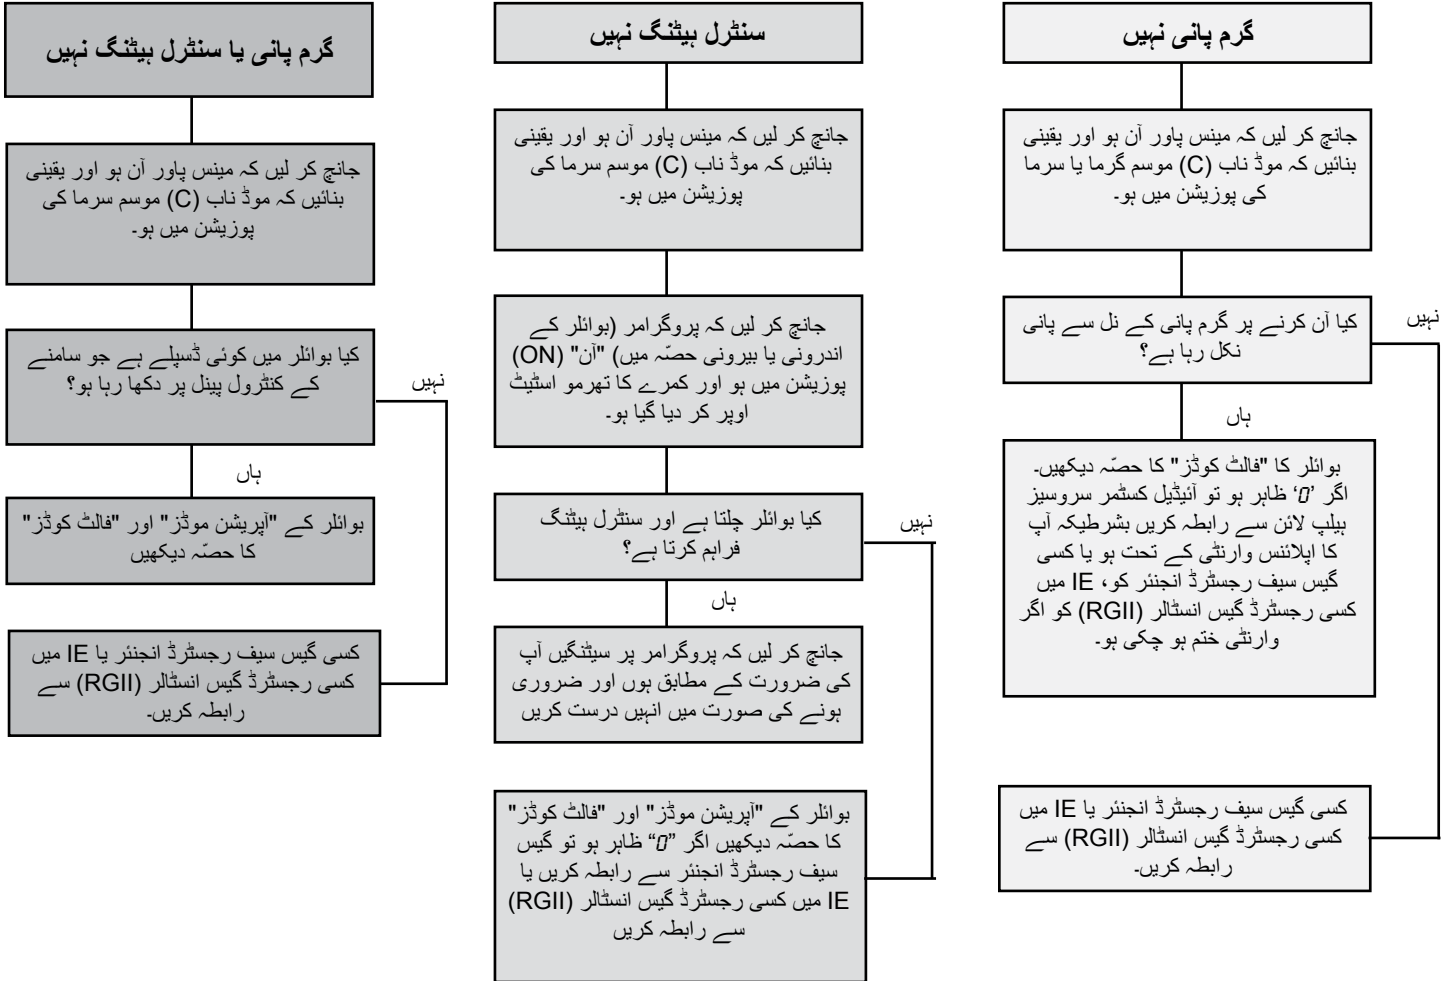 گرم پانی نہیں
جانچ کر لیں کہ مینس پاور آن ہو اور یقینی
بنائیں کہ موڈ ناب (C) موسم گرما یا سرما
کی پوزیشن میں ہو۔
کیا آن کرنے پر گرم پانی کے نل سے پانی
نکل رہا ہے؟
نہیں
ہاں
بوائلر کا "فالٹ کوڈز" کا حصّہ دیکھیں۔
اگر ’0‘ ظاہر ہو تو آئیڈیل کسٹمر سروسیز
ہیلپ لائن سے رابطہ کریں بشرطیکہ آپ
کا اپلائنس وارنٹی کے تحت ہو یا کسی
گیس سیف رجسٹرڈ انجنئر کو، IE میں
کسی رجسٹرڈ گیس انسٹالر (RGII) کو اگر
وارنٹی ختم ہو چکی ہو۔
کسی گیس سیف رجسٹرڈ انجنئر یا IE میں
کسی رجسٹرڈ گیس انسٹالر (RGII) سے
رابطہ کریں۔
سنٹرل ہیٹنگ نہیں
جانچ کر لیں کہ مینس پاور آن ہو اور یقینی
بنائیں کہ موڈ ناب (C) موسم سرما کی
پوزیشن میں ہو۔
جانچ کر لیں کہ پروگرامر (بوائلر کے
اندرونی یا بیرونی حصّہ میں) "آن" (ON)
پوزیشن میں ہو اور کمرے کا تھرمو اسٹیٹ
اوپر کر دیا گیا ہو۔
کیا بوائلر چلتا ہے اور سنٹرل ہیٹنگ
فراہم کرتا ہے؟
نہیں
ہاں
جانچ کر لیں کہ پروگرامر پر سیٹنگیں آپ
کی ضرورت کے مطابق ہوں اور ضروری
ہونے کی صورت میں انہیں درست کریں
بوائلر کے "آپریشن موڈز" اور "فالٹ کوڈز"
کا حصّہ دیکھیں اگر ”0“ ظاہر ہو تو گیس
سیف رجسٹرڈ انجنئر سے رابطہ کریں یا
IE میں کسی رجسٹرڈ گیس انسٹالر (RGII)
سے رابطہ کریں
گرم پانی یا سنٹرل ہیٹنگ نہیں
جانچ کر لیں کہ مینس پاور آن ہو اور یقینی
بنائیں کہ موڈ ناب (C) موسم سرما کی
پوزیشن میں ہو۔
کیا بوائلر میں کوئی ڈسپلے ہے جو سامنے
کے کنٹرول پینل پر دکھا رہا ہو؟
نہیں
ہاں
بوائلر کے "آپریشن موڈز" اور "فالٹ کوڈز"
کا حصّہ دیکھیں
کسی گیس سیف رجسٹرڈ انجنئر یا IE میں
کسی رجسٹرڈ گیس انسٹالر (RGII) سے
رابطہ کریں۔